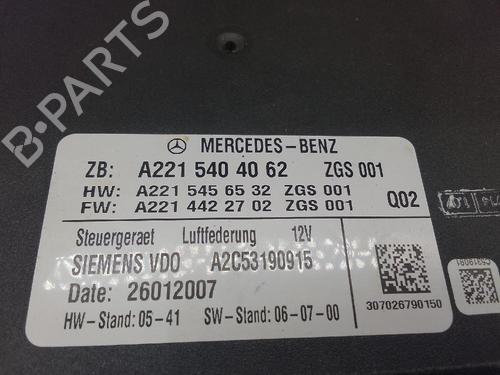 B-PARTS
MERCEDES-BENZ
ZB: A221 540 40 62 ZGS 001
HW: A221 545 65 32 ZGS 001 Q02
FW: A221 442 27 02 ZGS 001
Steuergeraet Luftfederung 12V
SIEMENS VDO A2C53190915
Date: 26012007
307026790150
HW-Stand: 05-41 SW-Stand: 06-07-00